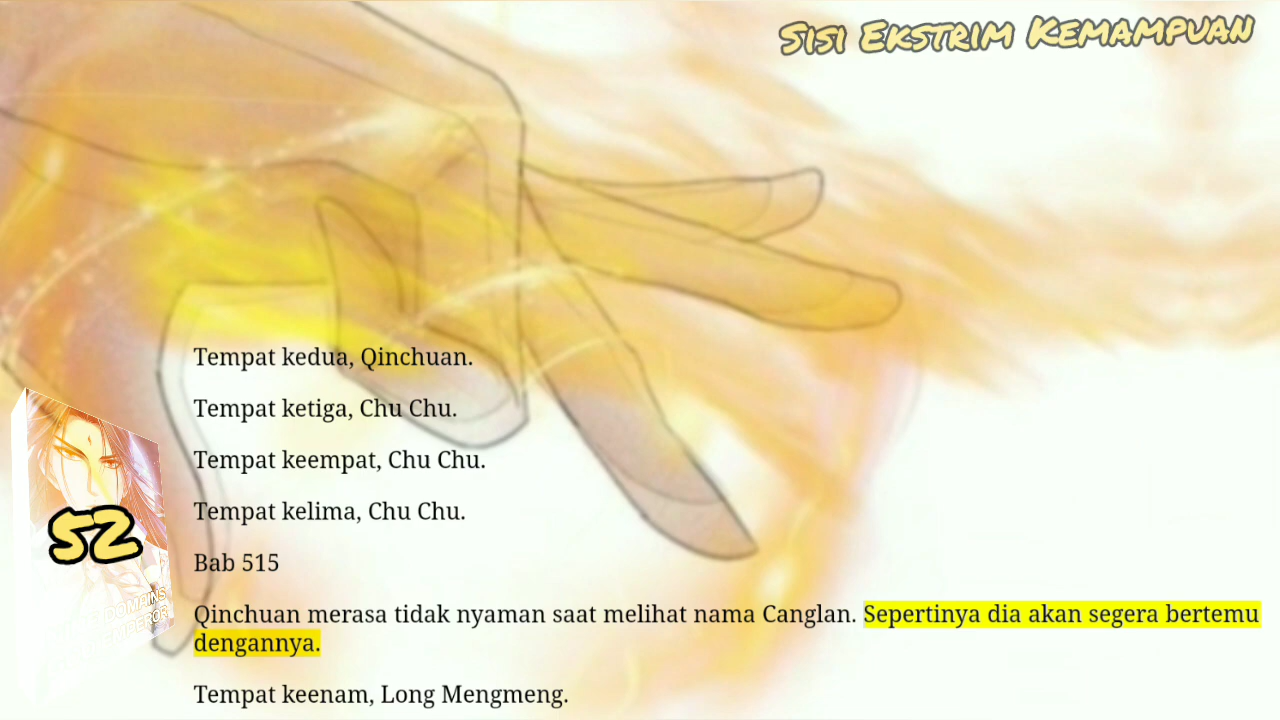 Sisi Ekstrim Kemampuan
Tempat kedua, Qinchuan.
Tempat ketiga, Chu Chu.
Tempat keempat, Chu Chu.
Tempat kelima, Chu Chu.
Bab 515
Qinchuan merasa tidak nyaman saat melihat nama Canglan. Sepertinya dia akan segera bertemu
dengannya.
Tempat keenam, Long Mengmeng.
52
DOMAINS
EMPEROR